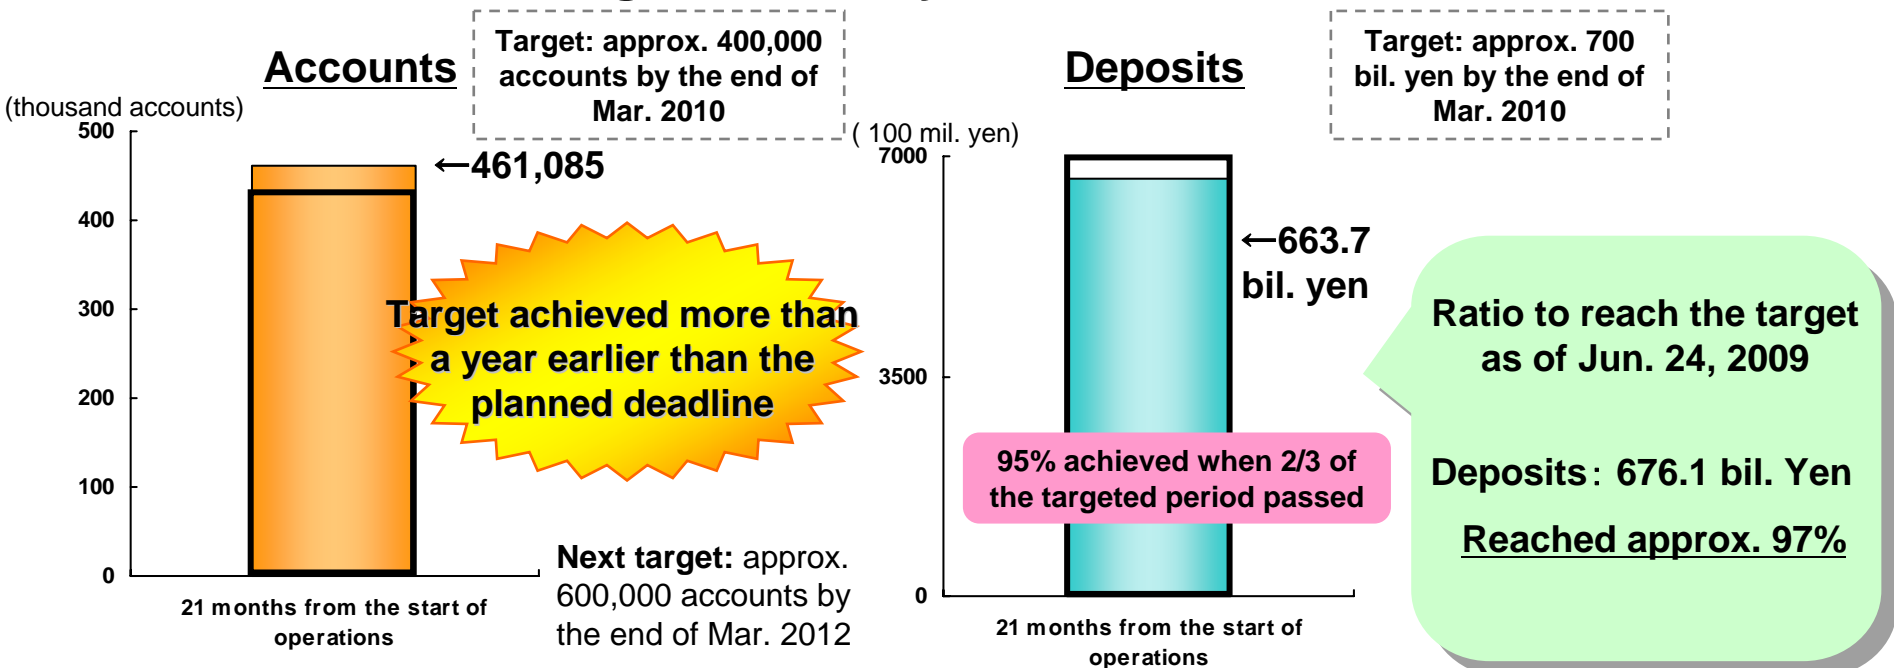 Accounts
Target: approx. 400,000
accounts by the end of
Mar. 2010
(thousand accounts)
500
400
300
200
100
0
←461,085
Target achieved more than
a year earlier than the
planned deadline
21 months from the start of
operations
Next target: approx.
600,000 accounts by
the end of Mar. 2012
Deposits
Target: approx. 700
bil. yen by the end of
Mar. 2010
( 100 mil. yen)
7000
3500
0
←663.7
bil. yen
95% achieved when 2/3 of
the targeted period passed
21 months from the start of
operations
Ratio to reach the target
as of Jun. 24, 2009
Deposits: 676.1 bil. Yen
Reached approx. 97%